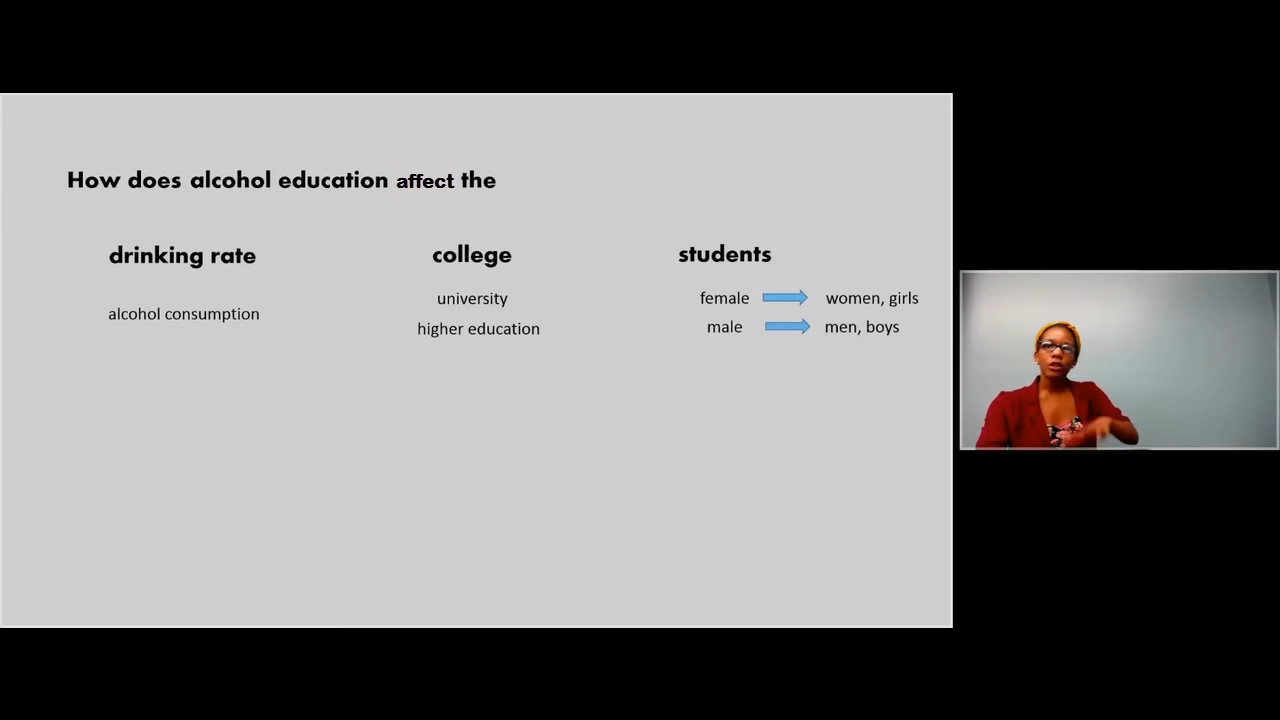 How does alcohol education affect the
drinking rate
alcohol consumption
college
university
higher education
students
female women, girls
male men, boys